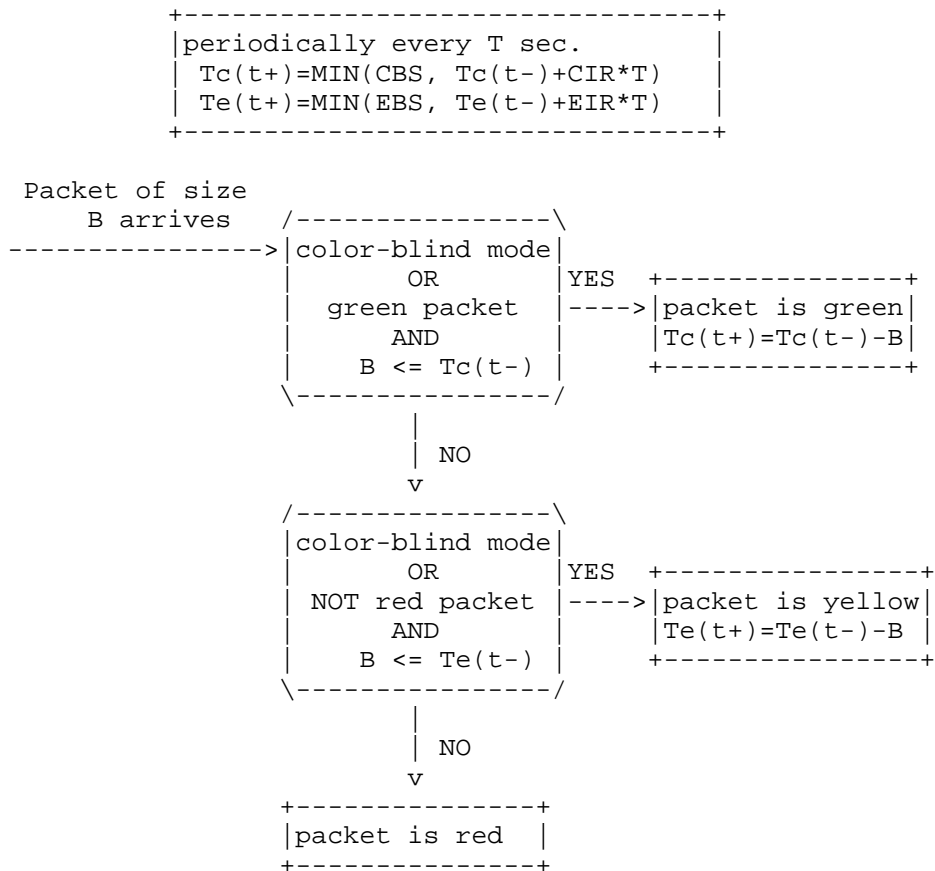 +---------------------------------+
|periodically every T sec.        |
| Tc(t+)=MIN(CBS, Tc(t-)+CIR*T)   |
| Te(t+)=MIN(EBS, Te(t-)+EIR*T)   |
+---------------------------------+
Packet of size
B arrives /----------------\
---------------->|color-blind mode|
|       OR       |YES  +---------------+
|  green packet  |---->|packet is green|
|      AND       |     |Tc(t+)=Tc(t-)-B|
|    B <= Tc(t-) |     +---------------+
\----------------/
|
| NO
v
/----------------\
|color-blind mode|
|       OR       |YES  +----------------+
| NOT red packet |---->|packet is yellow|
|      AND       |     |Te(t+)=Te(t-)-B |
|    B <= Te(t-) |     +----------------+
\----------------/
|
| NO
v
+---------------+
|packet is red  |
+---------------+